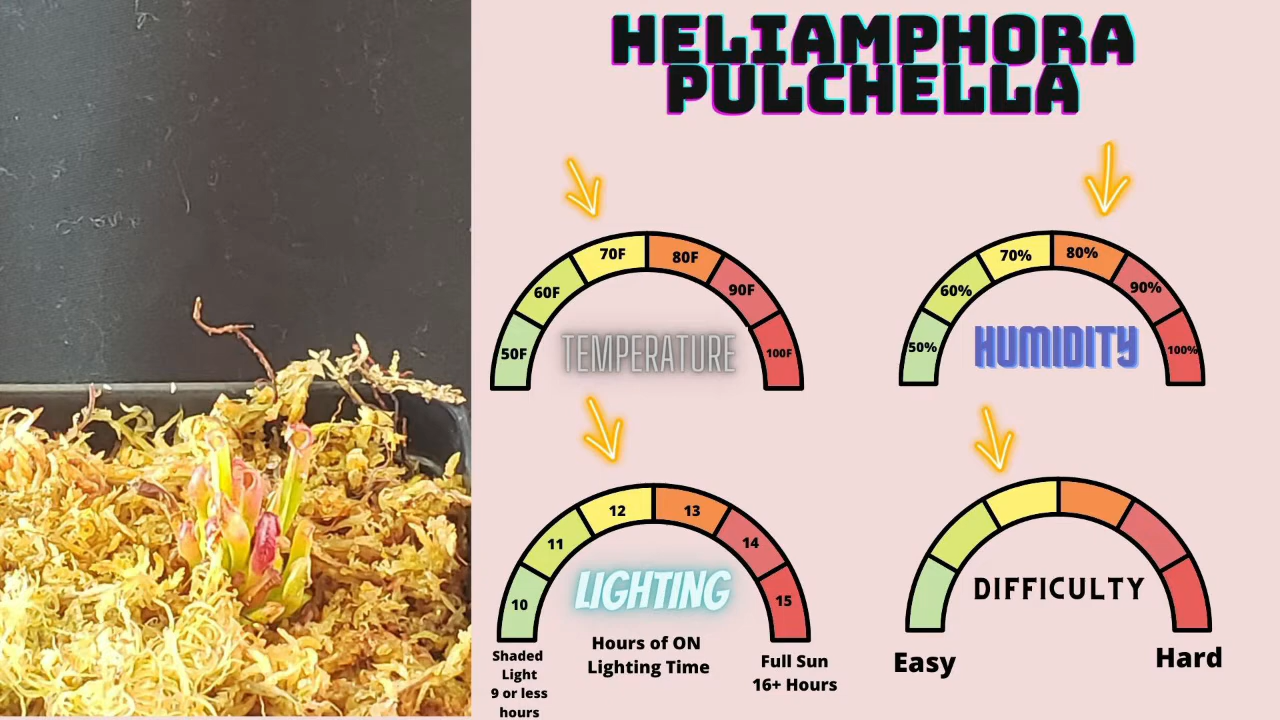 HELIAMPHORA
PULCHELLA
50F
60F
70F
80F
90F
100F
TEMPERATURE
50%
60%
70%
80%
90%
100%
HUMIDITY
10
11
12
13
14
15
LIGHTING
Hours of ON
Lighting Time
Shaded
Light
9 or less
hours
Full Sun
16+ Hours
DIFFICULTY
Easy
Hard